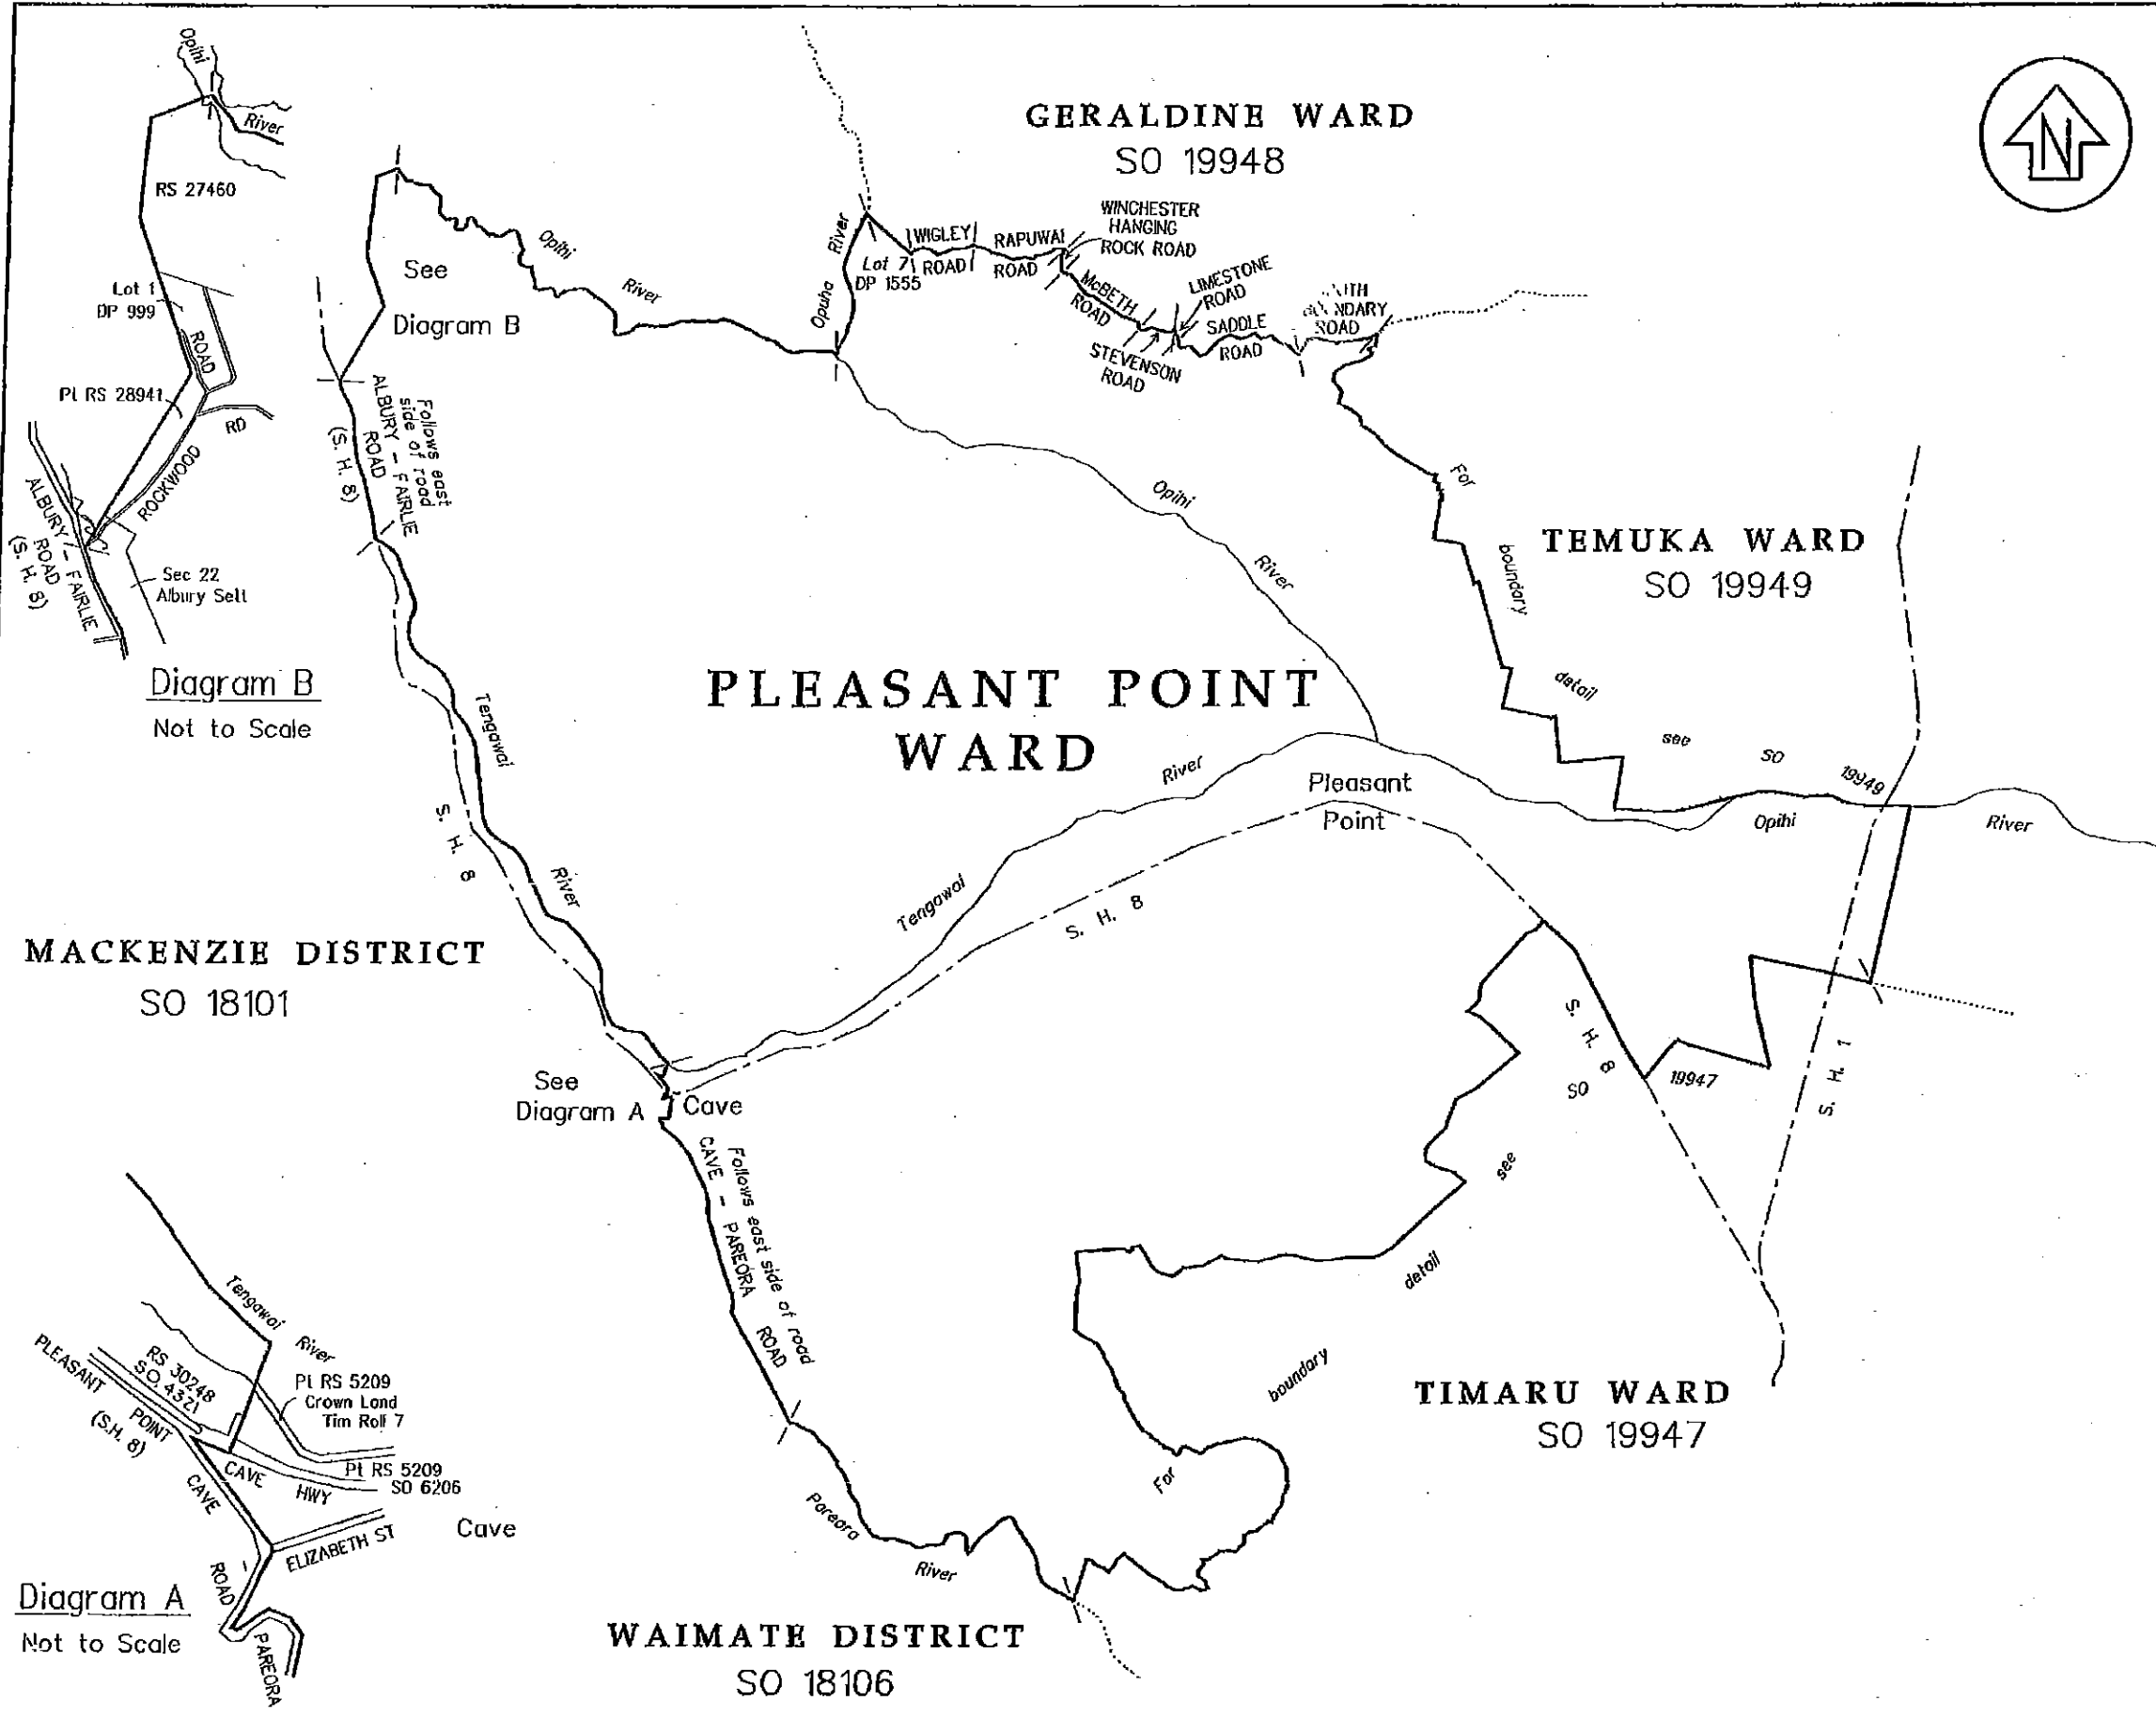 GERALDINE WARD
SO 19948
N
Opihi
River
RS 27460
Lot 1
DP 999
ROAD
Pt RS 28941
RD
ROCKWOOD
ALBURY - FAIRLIE
ROAD
(S. H. 8)
Sec 22
Albury Sett
Diagram B
Not to Scale
See
Diagram B
Opihi
River
Opuha
River
Lot 71
DP 1555
WIGLEY
ROAD
RAPUWAI
ROAD
WINCHESTER
HANGING
ROCK ROAD
McBETH
ROAD
LIMESTONE
ROAD
STEVENSON
ROAD
SADDLE
ROAD
ROAD
Follows east
side of road
ALBURY - FAIRLIE
ROAD
(S. H. 8)
Opihi
River
For
boundary
detail
see
SO
19949
TEMUKA WARD
SO 19949
PLEASANT POINT
WARD
Tengawai
River
S. H. 8
River
Pleasant
Point
Tengawai
S. H. 8
Opihi
River
MACKENZIE DISTRICT
SO 18101
See
Diagram A
Cave
S. H. 8
S. H. 1
SO
19947
see
detail
boundary
For
Follows east side of road
CAVE - PAREORA
ROAD
TIMARU WARD
SO 19947
Pareora
River
WAIMATE DISTRICT
SO 18106
Tengawai
River
PLEASANT
POINT
(S.H. 8)
RS 30248
S.O. 4321
Pt RS 5209
Crown Land
Tim Roll 7
CAVE
HWY
Pt RS 5209
SO 6206
CAVE
-
ROAD
ELIZABETH ST
Cave
PAREORA
Diagram A
Not to Scale